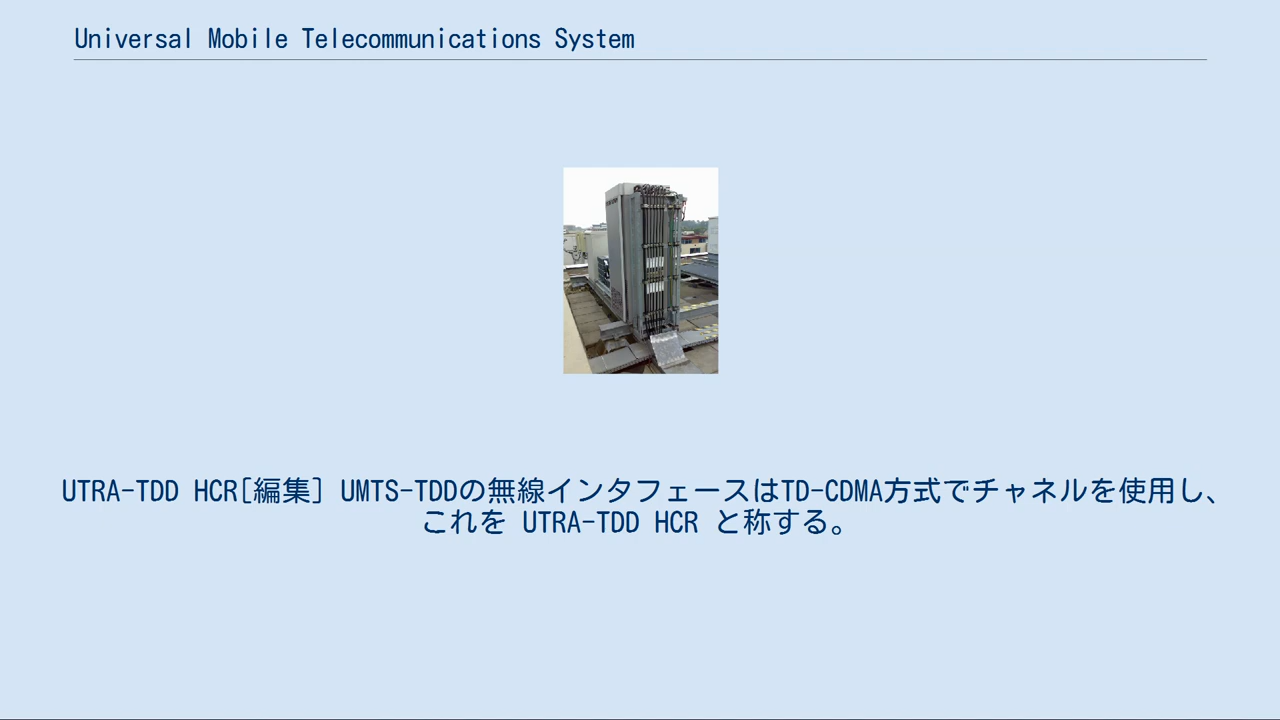 Universal Mobile Telecommunications System
UTRA-TDD HCR[編集] UMTS-TDDの無線インタフェースはTD-CDMA方式でチャネルを使用し、
これを UTRA-TDD HCR と称する。